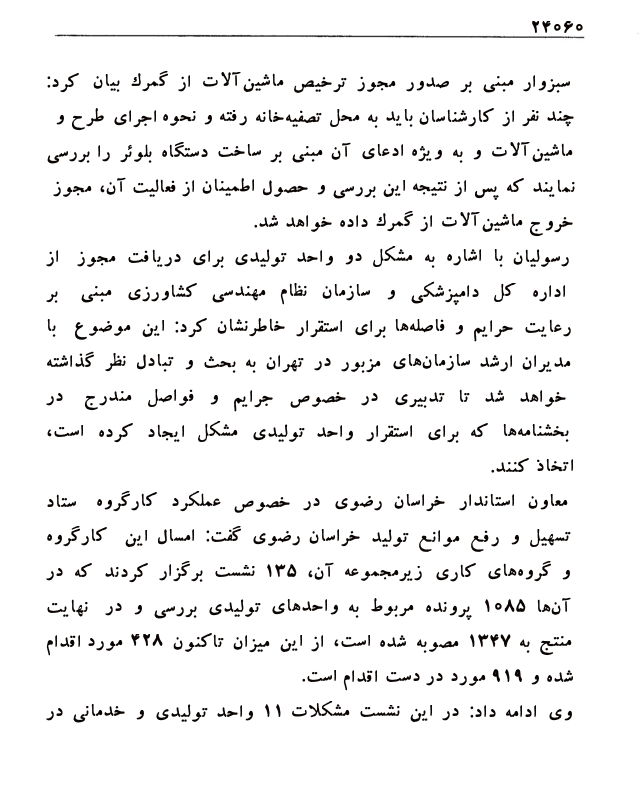 ۲۴۰۶۰
سبزوار مبنی بر صدور مجوز ترخیص ماشین‌آلات از گمرك بیان کرد:
چند نفر از کارشناسان باید به محل تصفیه‌خانه رفته و نحوه اجرای طرح و
ماشین‌آلات و به ویژه ادعای آن مبنی بر ساخت دستگاه بلوئر را بررسی
نمایند که پس از نتیجه این بررسی و حصول اطمینان از فعالیت آن، مجوز
خروج ماشین‌آلات از گمرك داده خواهد شد.
رسولیان با اشاره به مشکل دو واحد تولیدی برای دریافت مجوز از
اداره کل دامپزشکی و سازمان نظام مهندسی کشاورزی مبنی بر
رعایت حرایم و فاصله‌ها برای استقرار خاطرنشان کرد: این موضوع با
مدیران ارشد سازمان‌های مزبور در تهران به بحث و تبادل نظر گذاشته
خواهد شد تا تدبیری در خصوص جرایم و فواصل مندرج در
بخشنامه‌ها که برای استقرار واحد تولیدی مشکل ایجاد کرده است،
اتخاذ کنند.
معاون استاندار خراسان رضوی در خصوص عملکرد کارگروه ستاد
تسهیل و رفع موانع تولید خراسان رضوی گفت: امسال این کارگروه
و گروه‌های کاری زیرمجموعه آن، ۱۳۵ نشست برگزار کردند که در
آن‌ها ۱۰۸۵ پرونده مربوط به واحدهای تولیدی بررسی و در نهایت
منتج به ۱۳۴۷ مصوبه شده است، از این میزان تاکنون ۴۲۸ مورد اقدام
شده و ۹۱۹ مورد در دست اقدام است.
وی ادامه داد: در این نشست مشکلات ۱۱ واحد تولیدی و خدماتی در